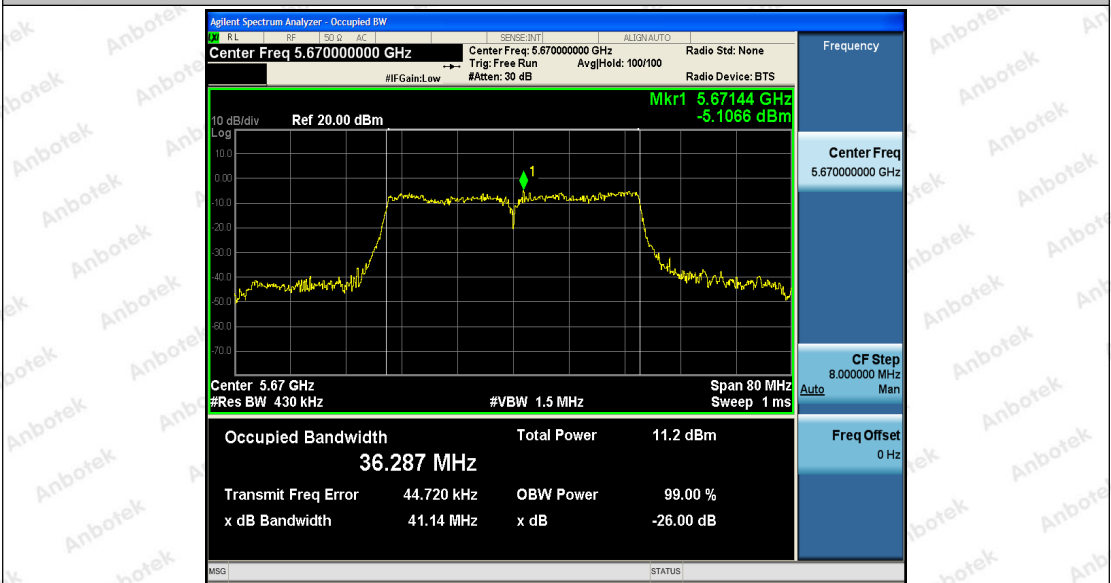 Agilent Spectrum Analyzer - Occupied BW
LXI RL RF 50 Ω AC SENSE:INT ALIGN AUTO
Center Freq 5.670000000 GHz
Center Freq: 5.670000000 GHz Radio Std: None
Trig: Free Run Avg|Hold: 100/100
#IFGain:Low #Atten: 30 dB Radio Device: BTS
Mkr1 5.67144 GHz
-5.1066 dBm
10 dB/div Ref 20.00 dBm
Log
10.0
1
0.00
-10.0
-20.0
-30.0
-40.0
-50.0
-60.0
-70.0
Center 5.67 GHz Span 80 MHz
#Res BW 430 kHz #VBW 1.5 MHz Sweep 1 ms
Occupied Bandwidth Total Power 11.2 dBm
36.287 MHz
Transmit Freq Error 44.720 kHz OBW Power 99.00 %
x dB Bandwidth 41.14 MHz x dB -26.00 dB
MSG STATUS
Frequency
Center Freq
5.670000000 GHz
CF Step
8.000000 MHz
Auto Man
Freq Offset
0 Hz
Anbotek